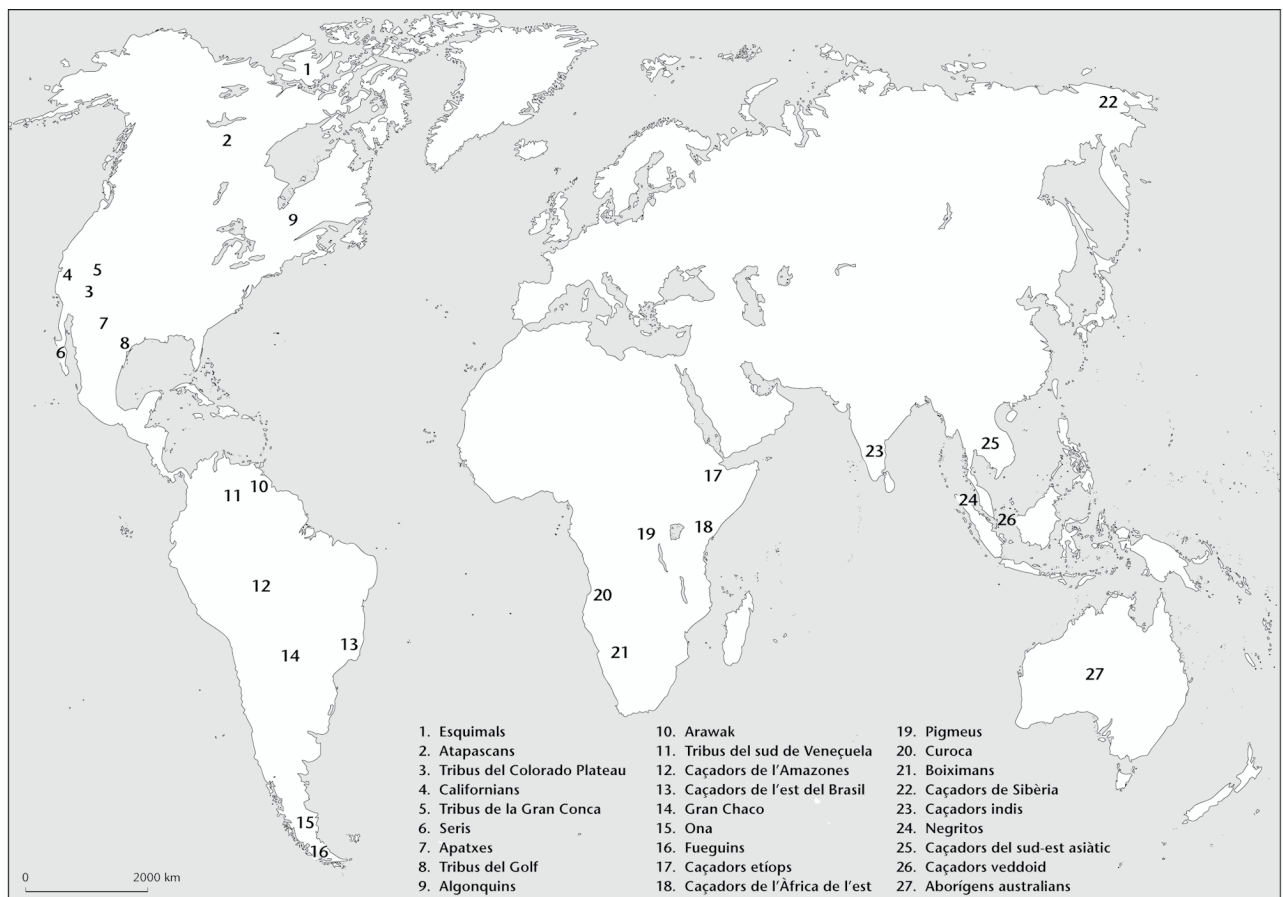 1
22
2
9
5
4
3
7
8
6
23
25
17
10
11
24
26
18
19
12
20
13
21
14
27
15
16
0 2000 km
1. Esquimals
2. Atapascans
3. Tribus del Colorado Plateau
4. Californians
5. Tribus de la Gran Conca
6. Seris
7. Apatxes
8. Tribus del Golf
9. Algonquins
10. Arawak
11. Tribus del sud de Veneçuela
12. Caçadors de l'Amazones
13. Caçadors de l'est del Brasil
14. Gran Chaco
15. Ona
16. Fueguins
17. Caçadors etíops
18. Caçadors de l'Àfrica de l'est
19. Pigmeus
20. Curoca
21. Boiximans
22. Caçadors de Sibèria
23. Caçadors indis
24. Negritos
25. Caçadors del sud-est asiàtic
26. Caçadors veddoid
27. Aborígens australians